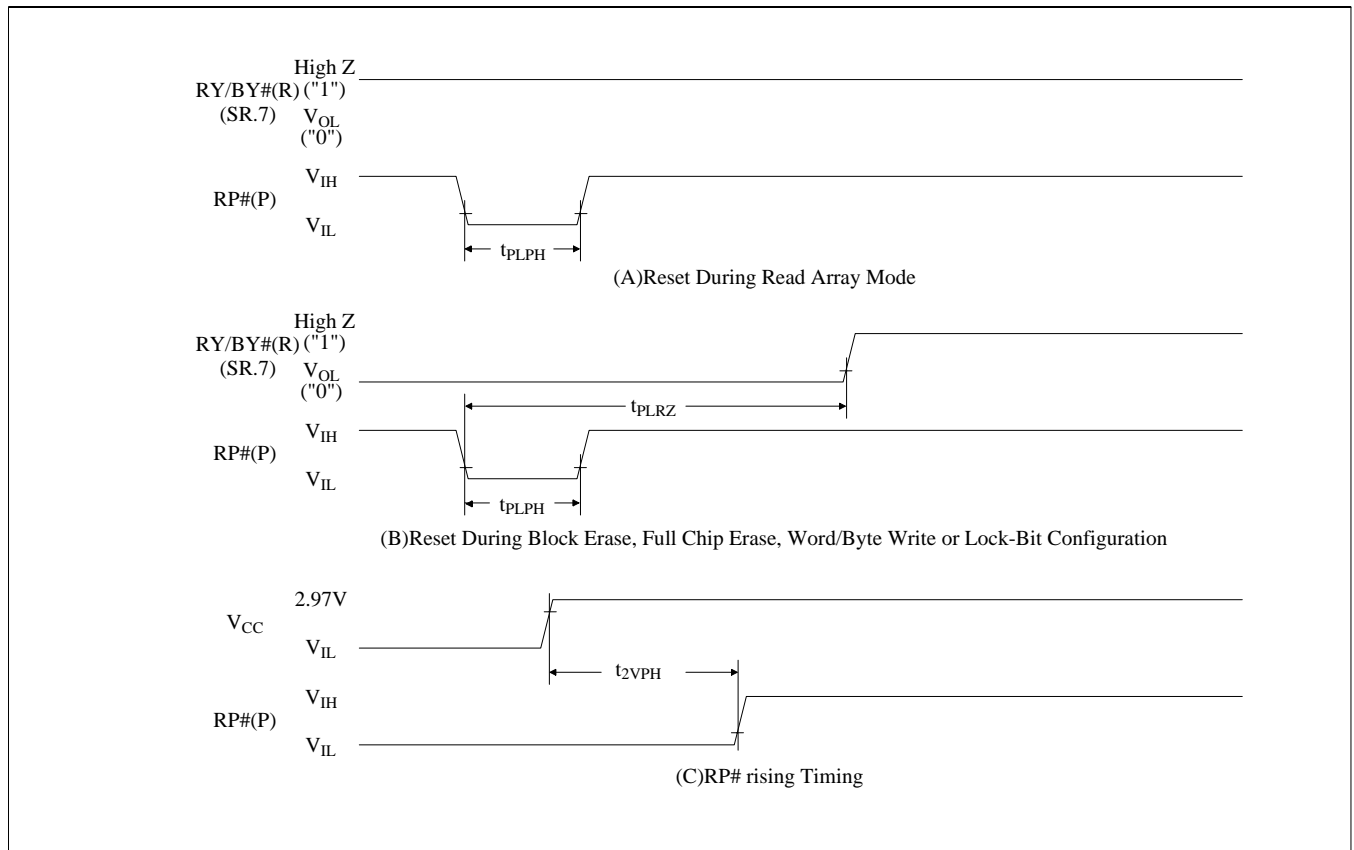 High Z
RY/BY#(R) ("1")
(SR.7) VOL
("0")
VIH
RP#(P)
VIL
tPLPH
(A)Reset During Read Array Mode
High Z
RY/BY#(R) ("1")
(SR.7) VOL
("0")
tPLRZ
VIH
RP#(P)
VIL
tPLPH
(B)Reset During Block Erase, Full Chip Erase, Word/Byte Write or Lock-Bit Configuration
2.97V
VCC
VIL
t2VPH
VIH
RP#(P)
VIL
(C)RP# rising Timing